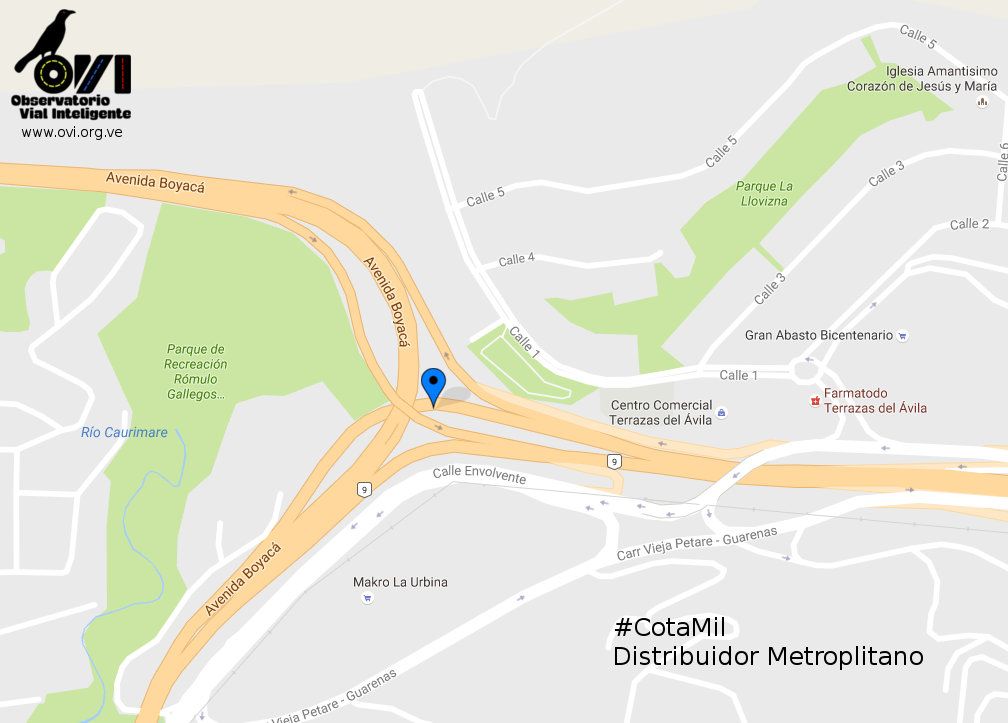 OVI
Observatorio
Vial Inteligente
www.ovi.org.ve
Calle 5
Iglesia Amantisimo
Corazón de Jesús y María
Calle 5
Calle 6
Calle 3
Avenida Boyacá
Calle 5
Parque La
Llovizna
Calle 2
Calle 4
Avenida Boyacá
Calle 3
Calle 1
Gran Abasto Bicentenario
Parque de
Recreación
Rómulo
Gallegos...
Calle 1
Farmatodo
Terrazas del Ávila
Centro Comercial
Terrazas del Ávila
Río Caurimare
9
Calle Envolvente
9
Carr Vieja Petare - Guarenas
Avenida Boyacá
Makro La Urbina
#CotaMil
Distribuidor Metroplitano
Vieja Petare - Guarenas